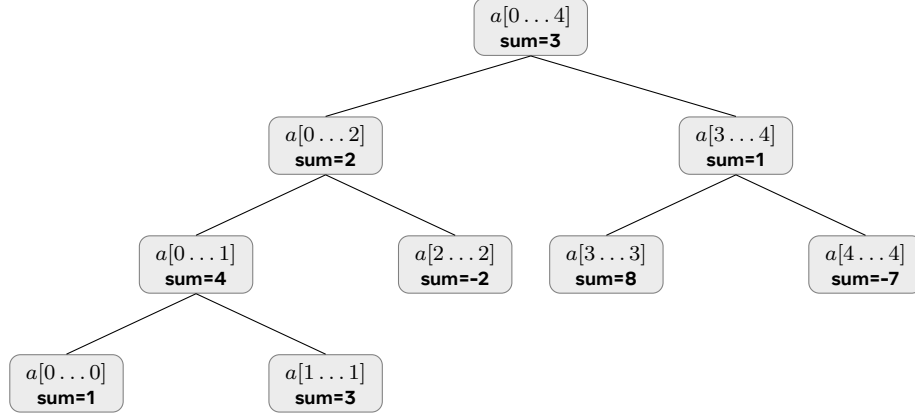 a[0 . . . 4]
sum=3
a[0 . . . 2]
sum=2
a[3 . . . 4]
sum=1
a[0 . . . 1]
sum=4
a[2 . . . 2]
sum=-2
a[3 . . . 3]
sum=8
a[4 . . . 4]
sum=-7
a[0 . . . 0]
sum=1
a[1 . . . 1]
sum=3